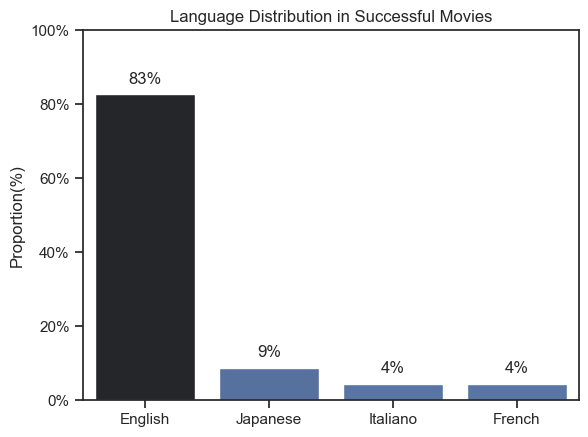 Language Distribution in Successful Movies
Proportion(%)
100%
80%
60%
40%
20%
0%
83%
9%
4%
4%
English
Japanese
Italiano
French